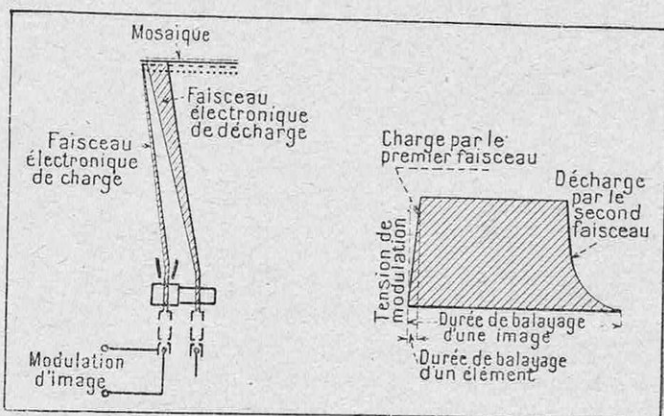 Mosaïque
Faisceau
électronique
de décharge
Faisceau
électronique
de charge
Modulation
d'image
Charge par le
premier faisceau
Décharge
par le
second
faisceau
Tension de
modulation
Durée de balayage
d'une image
Durée de balayage
d'un élément